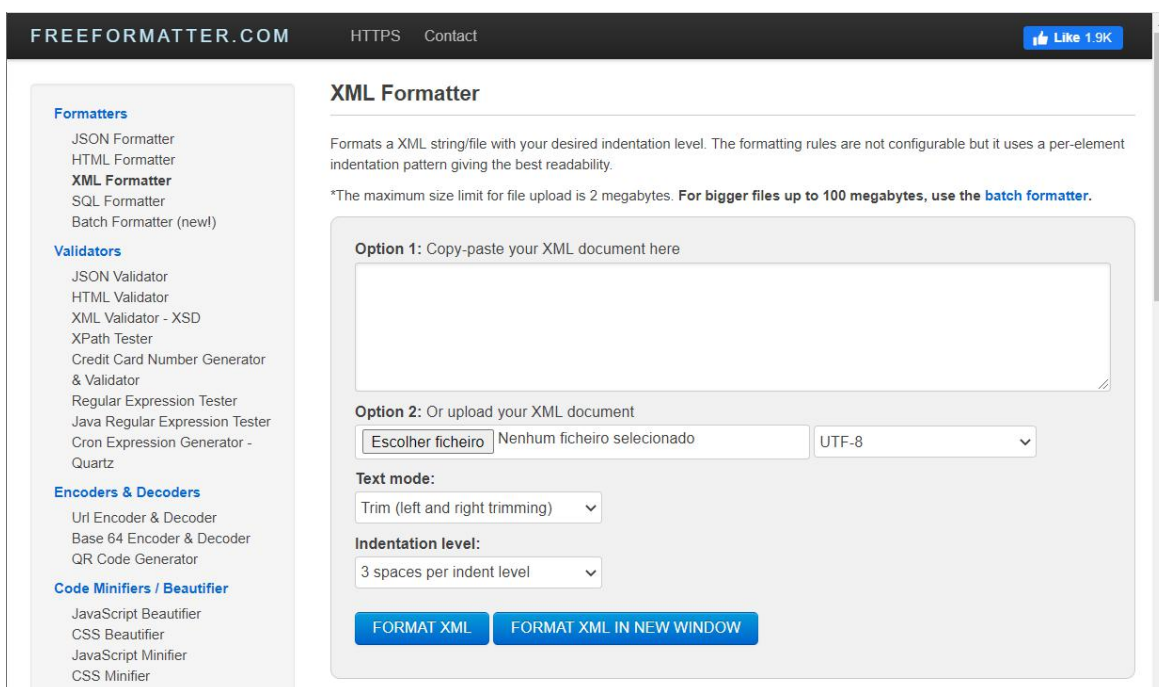 FREEFORMATTER.COM
HTTPS Contact
Like 1.9K
Formatters
JSON Formatter
HTML Formatter
XML Formatter
SQL Formatter
Batch Formatter (new!)
Validators
JSON Validator
HTML Validator
XML Validator - XSD
XPath Tester
Credit Card Number Generator
& Validator
Regular Expression Tester
Java Regular Expression Tester
Cron Expression Generator -
Quartz
Encoders & Decoders
Url Encoder & Decoder
Base 64 Encoder & Decoder
QR Code Generator
Code Minifiers / Beautifier
JavaScript Beautifier
CSS Beautifier
JavaScript Minifier
CSS Minifier
XML Formatter
Formats a XML string/file with your desired indentation level. The formatting rules are not configurable but it uses a per-element
indentation pattern giving the best readability.
*The maximum size limit for file upload is 2 megabytes. For bigger files up to 100 megabytes, use the batch formatter.
Option 1: Copy-paste your XML document here
Option 2: Or upload your XML document
Escolher ficheiro Nenhum ficheiro selecionado
UTF-8
Text mode:
Trim (left and right trimming)
Indentation level:
3 spaces per indent level
FORMAT XML
FORMAT XML IN NEW WINDOW